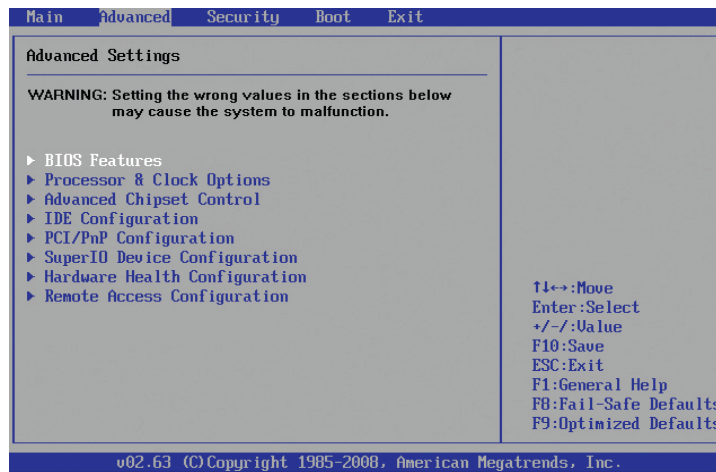 Main Advanced Security Boot Exit
Advanced Settings
WARNING: Setting the wrong values in the sections below
may cause the system to malfunction.
▶ BIOS Features
▶ Processor & Clock Options
▶ Advanced Chipset Control
▶ IDE Configuration
▶ PCI/PnP Configuration
▶ SuperIO Device Configuration
▶ Hardware Health Configuration
▶ Remote Access Configuration
↑↓↔:Move
Enter:Select
+/-/:Value
F10:Save
ESC:Exit
F1:General Help
F8:Fail-Safe Defaults
F9:Optimized Defaults
v02.63 (C)Copyright 1985-2008, American Megatrends, Inc.